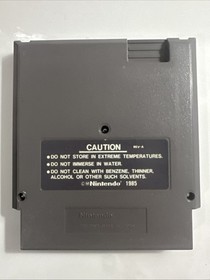 CAUTION REV-A
•DO NOT STORE IN EXTREME TEMPERATURES.
•DO NOT IMMERSE IN WATER.
•DO NOT CLEAN WITH BENZENE, THINNER,
ALCOHOL OR OTHER SUCH SOLVENTS.
©Nintendo 1985